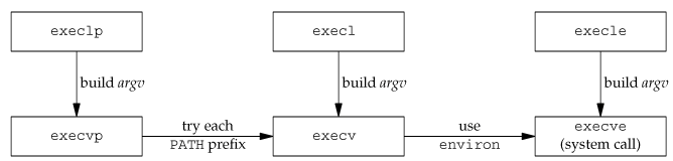 execlp
execl
execle
build argv
build argv
build argv
execvp
try each
PATH prefix
execv
use
environ
execve
(system call)